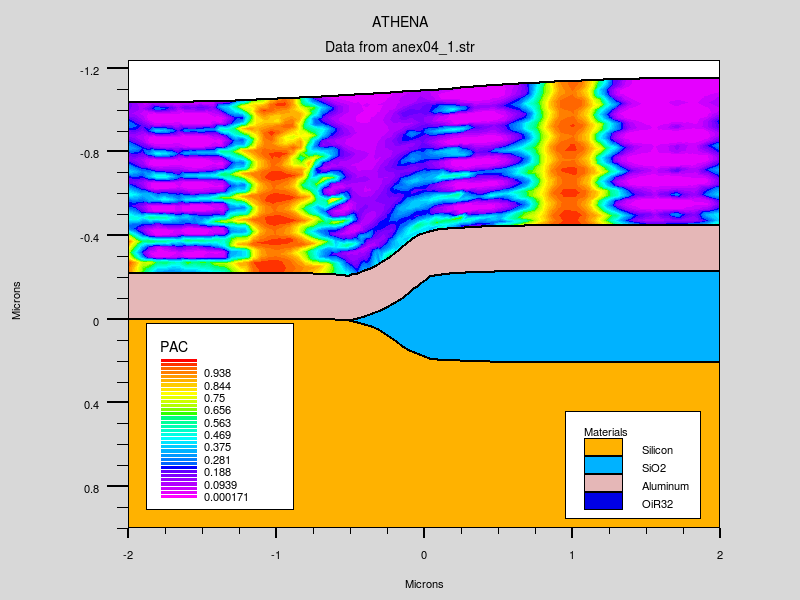 ATHENA
Data from anex04_1.str
-1.2
-0.8
-0.4
0
0.4
0.8
Microns
PAC
0.938
0.844
0.75
0.656
0.563
0.469
0.375
0.281
0.188
0.0939
0.000171
Materials
Silicon
SiO2
Aluminum
OiR32
-2 -1 0 1 2
Microns